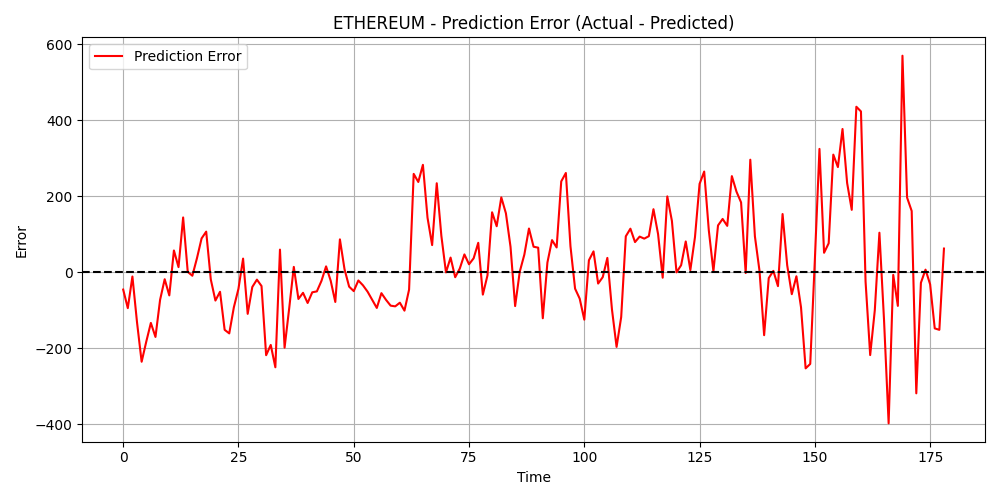 ETHEREUM - Prediction Error (Actual - Predicted)
Prediction Error
Error
600
400
200
0
−200
−400
0 25 50 75 100 125 150 175
Time